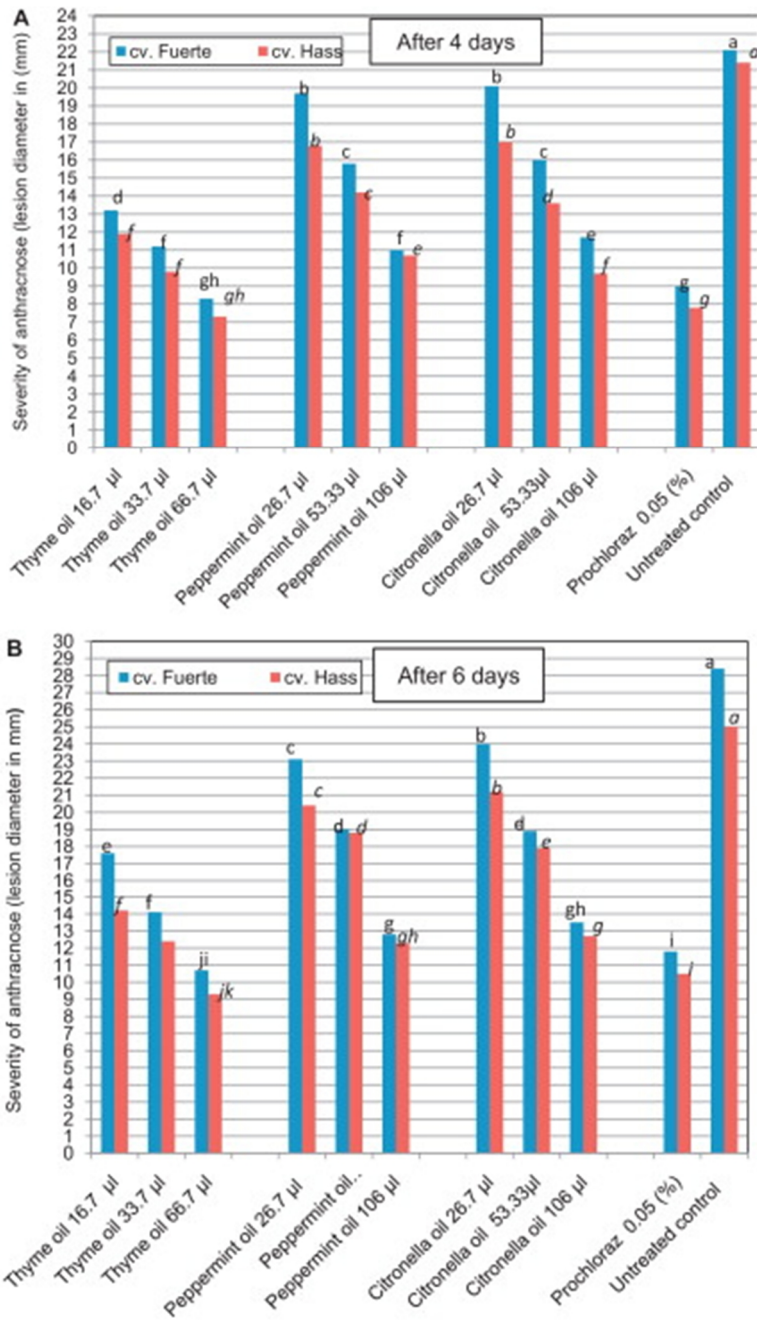 A
After 4 days
cv. Fuerte
cv. Hass
Severity of anthracnose (lesion diameter in (mm)
24
23
22
21
20
19
18
17
16
15
14
13
12
11
10
9
8
7
6
5
4
3
2
1
0
d
f
f
f
gh
gh
b
b
c
c
f
e
b
b
c
d
e
f
g
g
a
a
Thyme oil 16.7 µl
Thyme oil 33.7 µl
Thyme oil 66.7 µl
Peppermint oil 26.7 µl
Peppermint oil 53.33 µl
Peppermint oil 106 µl
Citronella oil 26.7 µl
Citronella oil 53.33µl
Citronella oil 106 µl
Prochloraz 0.05 (%)
Untreated control
B
After 6 days
cv. Fuerte
cv. Hass
Severity of anthracnose (lesion diameter in mm)
30
29
28
27
26
25
24
23
22
21
20
19
18
17
16
15
14
13
12
11
10
9
8
7
6
5
4
3
2
1
0
e
f
f
ji
jk
c
c
d
d
g
gh
b
b
d
e
gh
g
i
j
a
a
Thyme oil 16.7 µl
Thyme oil 33.7 µl
Thyme oil 66.7 µl
Peppermint oil 26.7 µl
Peppermint oil..
Peppermint oil 106 µl
Citronella oil 26.7 µl
Citronella oil 53.33µl
Citronella oil 106 µl
Prochloraz 0.05 (%)
Untreated control